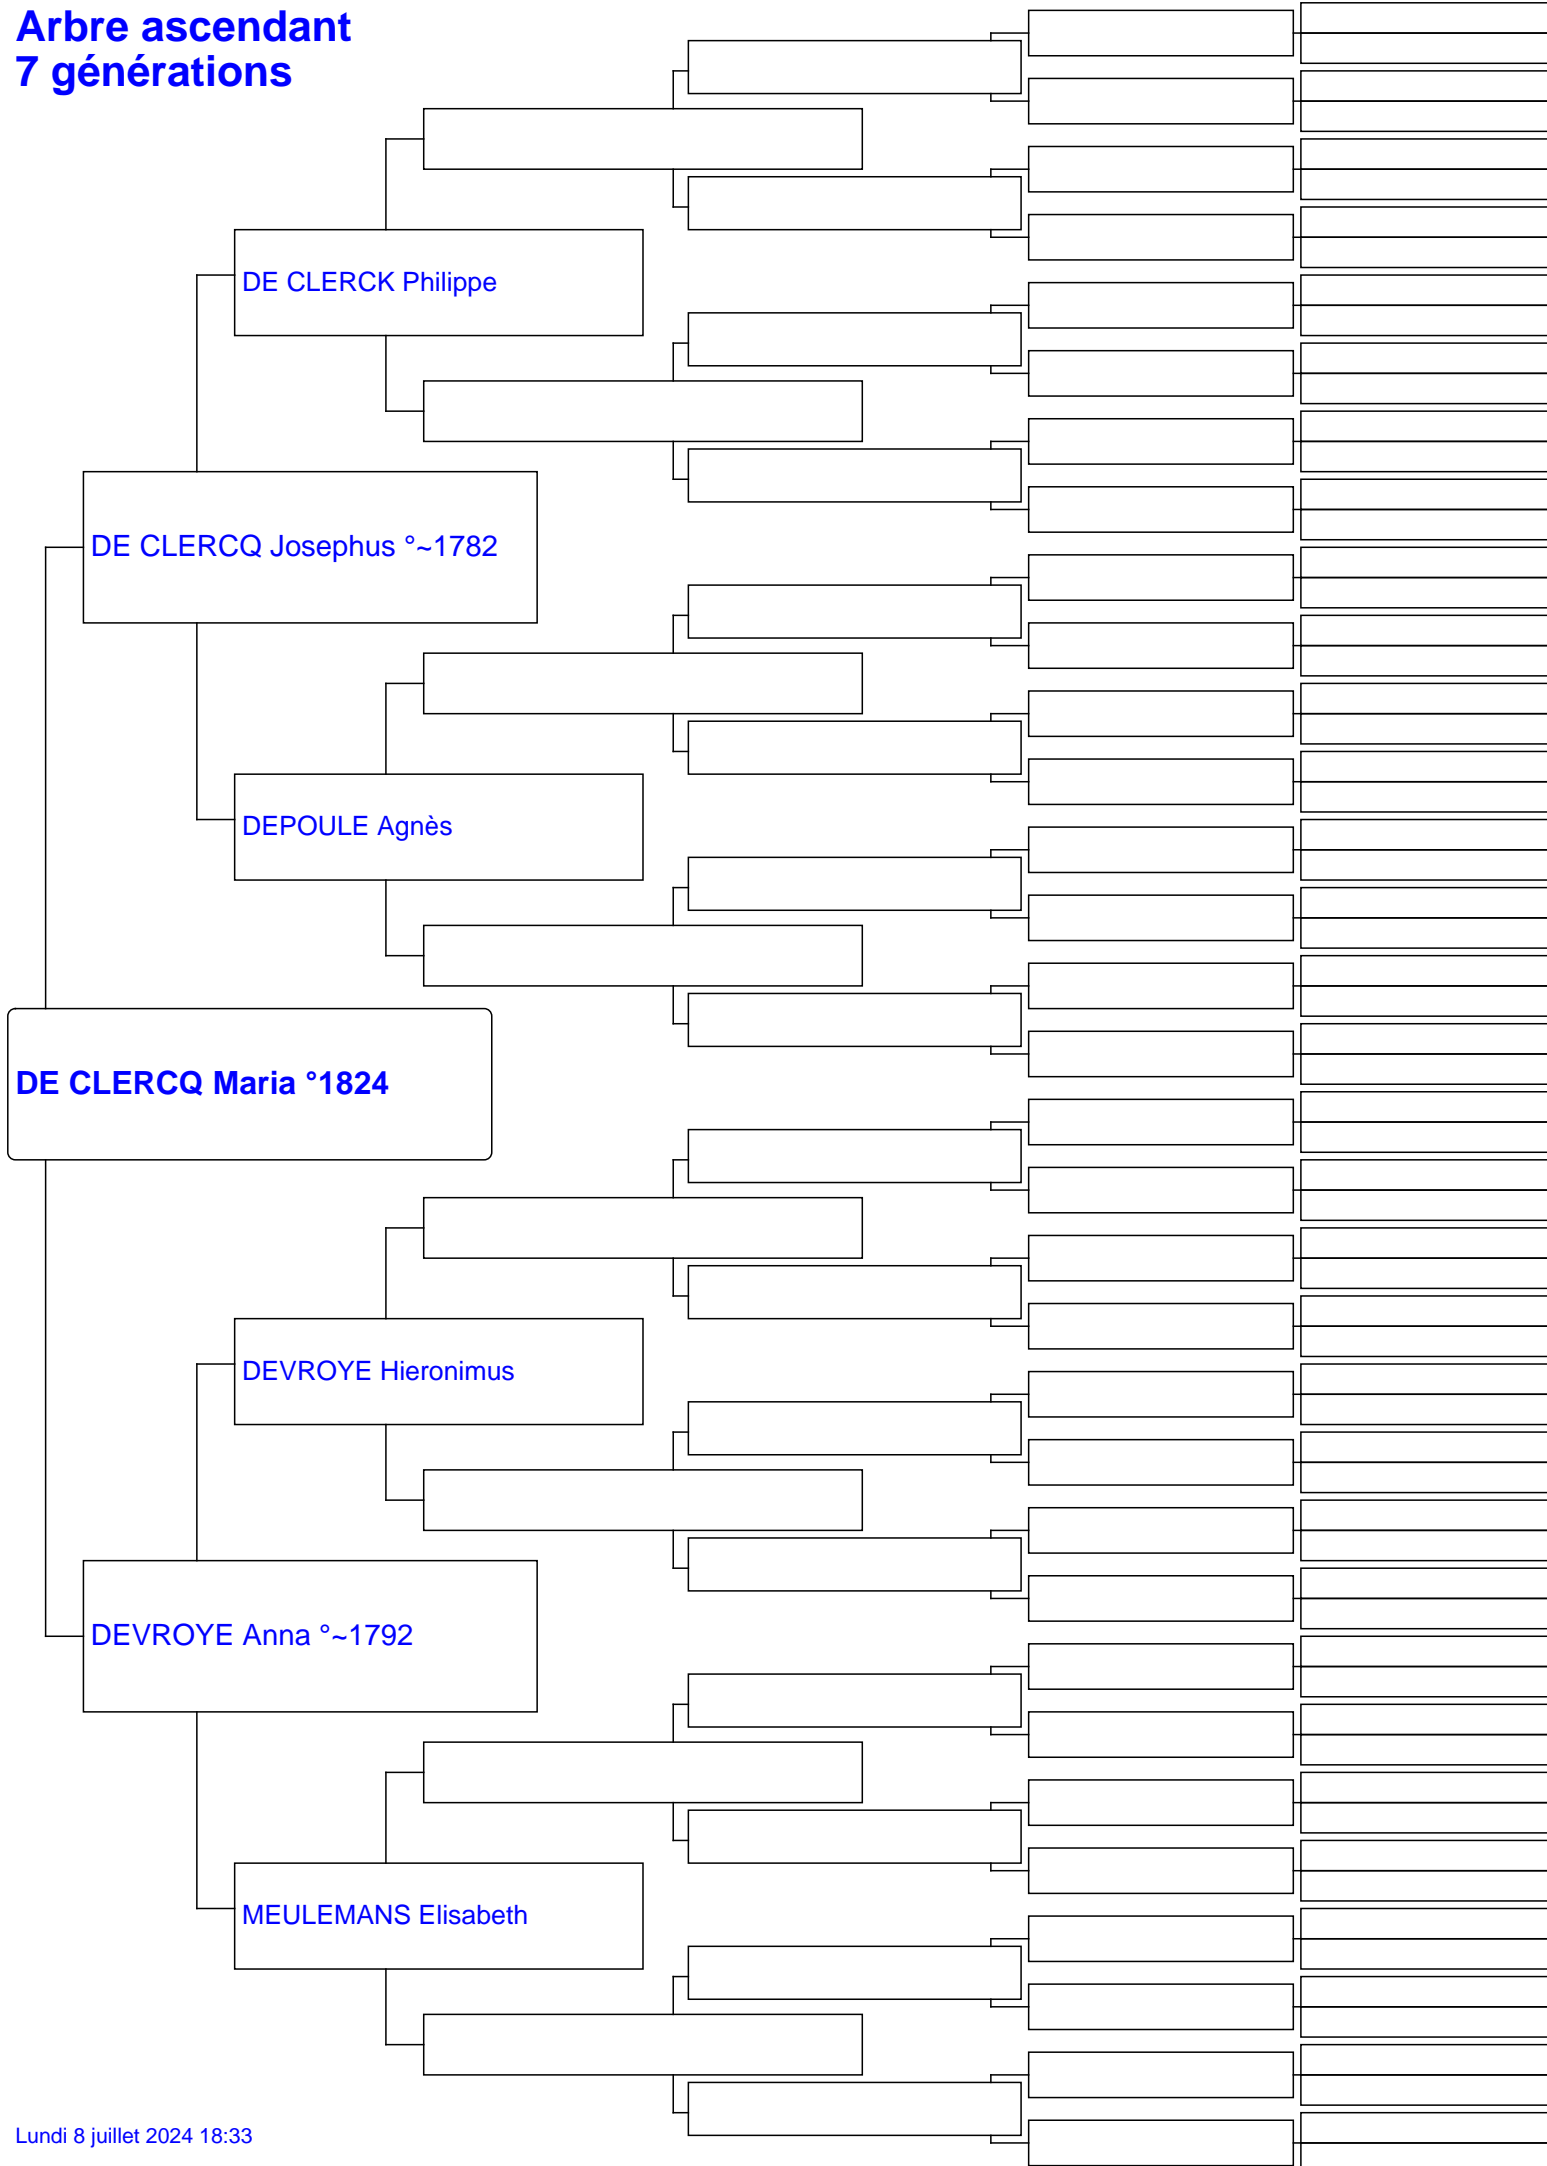 Arbre ascendant
7 générations
DE CLERCK Philippe
DE CLERCQ Josephus °~1782
DEPOULE Agnès
DE CLERCQ Maria °1824
DEVROYE Hieronimus
DEVROYE Anna °~1792
MEULEMANS Elisabeth
Lundi 8 juillet 2024 18:33